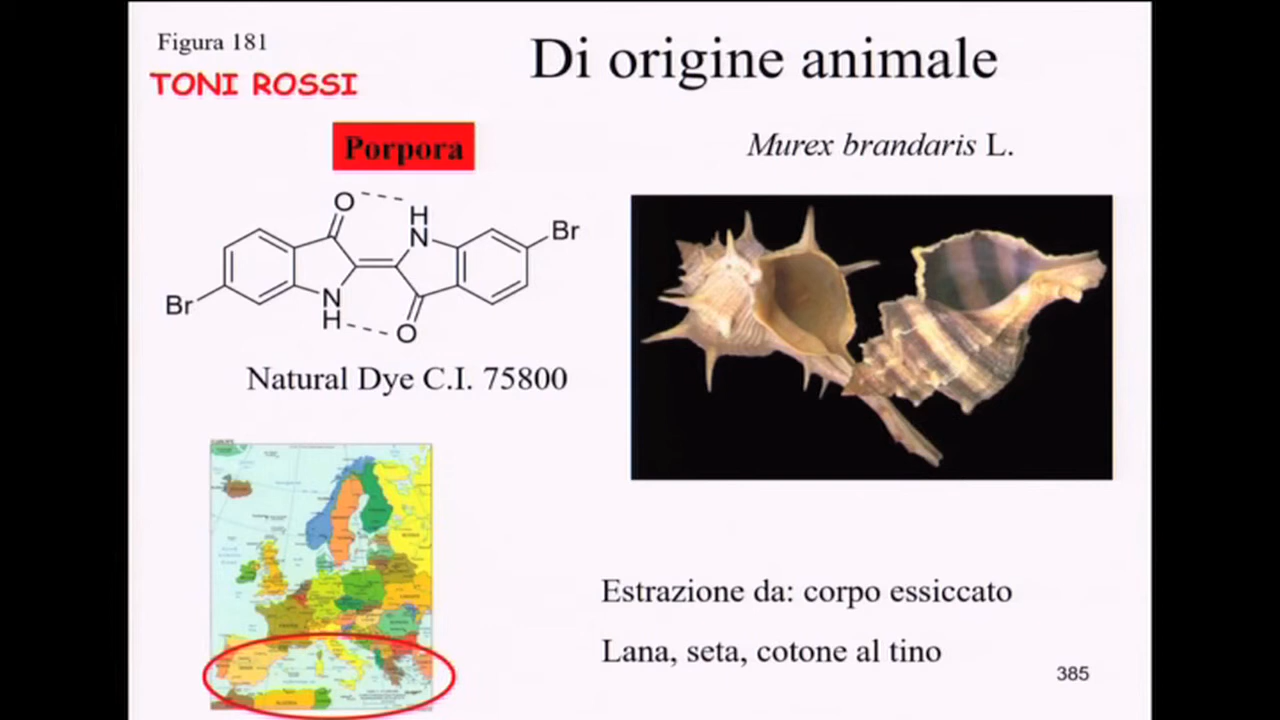 Figura 181
Di origine animale
TONI ROSSI
Porpora
Murex brandaris L.
O
H
N
Br
Br
N
H
O
Natural Dye C.I. 75800
Estrazione da: corpo essiccato
Lana, seta, cotone al tino
385